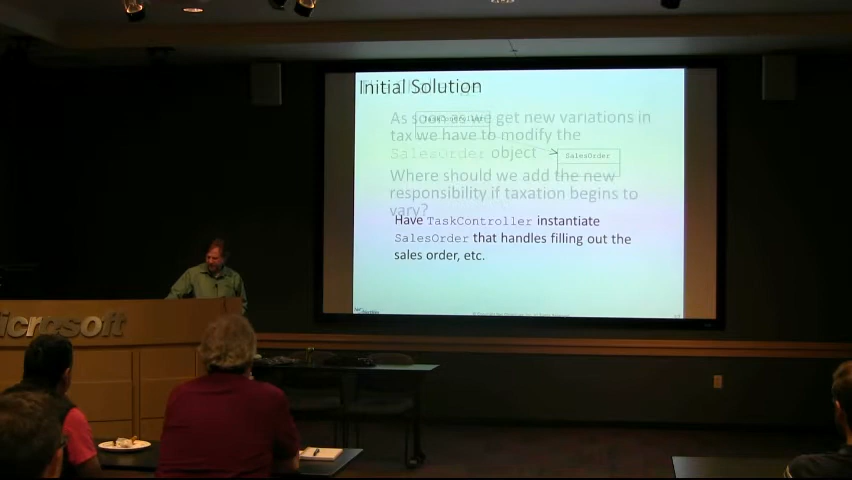 Initial Solution
As soon as we get new variations in
TaskController
tax we have to modify the
SalesOrder object
SalesOrder
Where should we add the new
responsibility if taxation begins to
vary?
Have TaskController instantiate
SalesOrder that handles filling out the
sales order, etc.
icrosoft